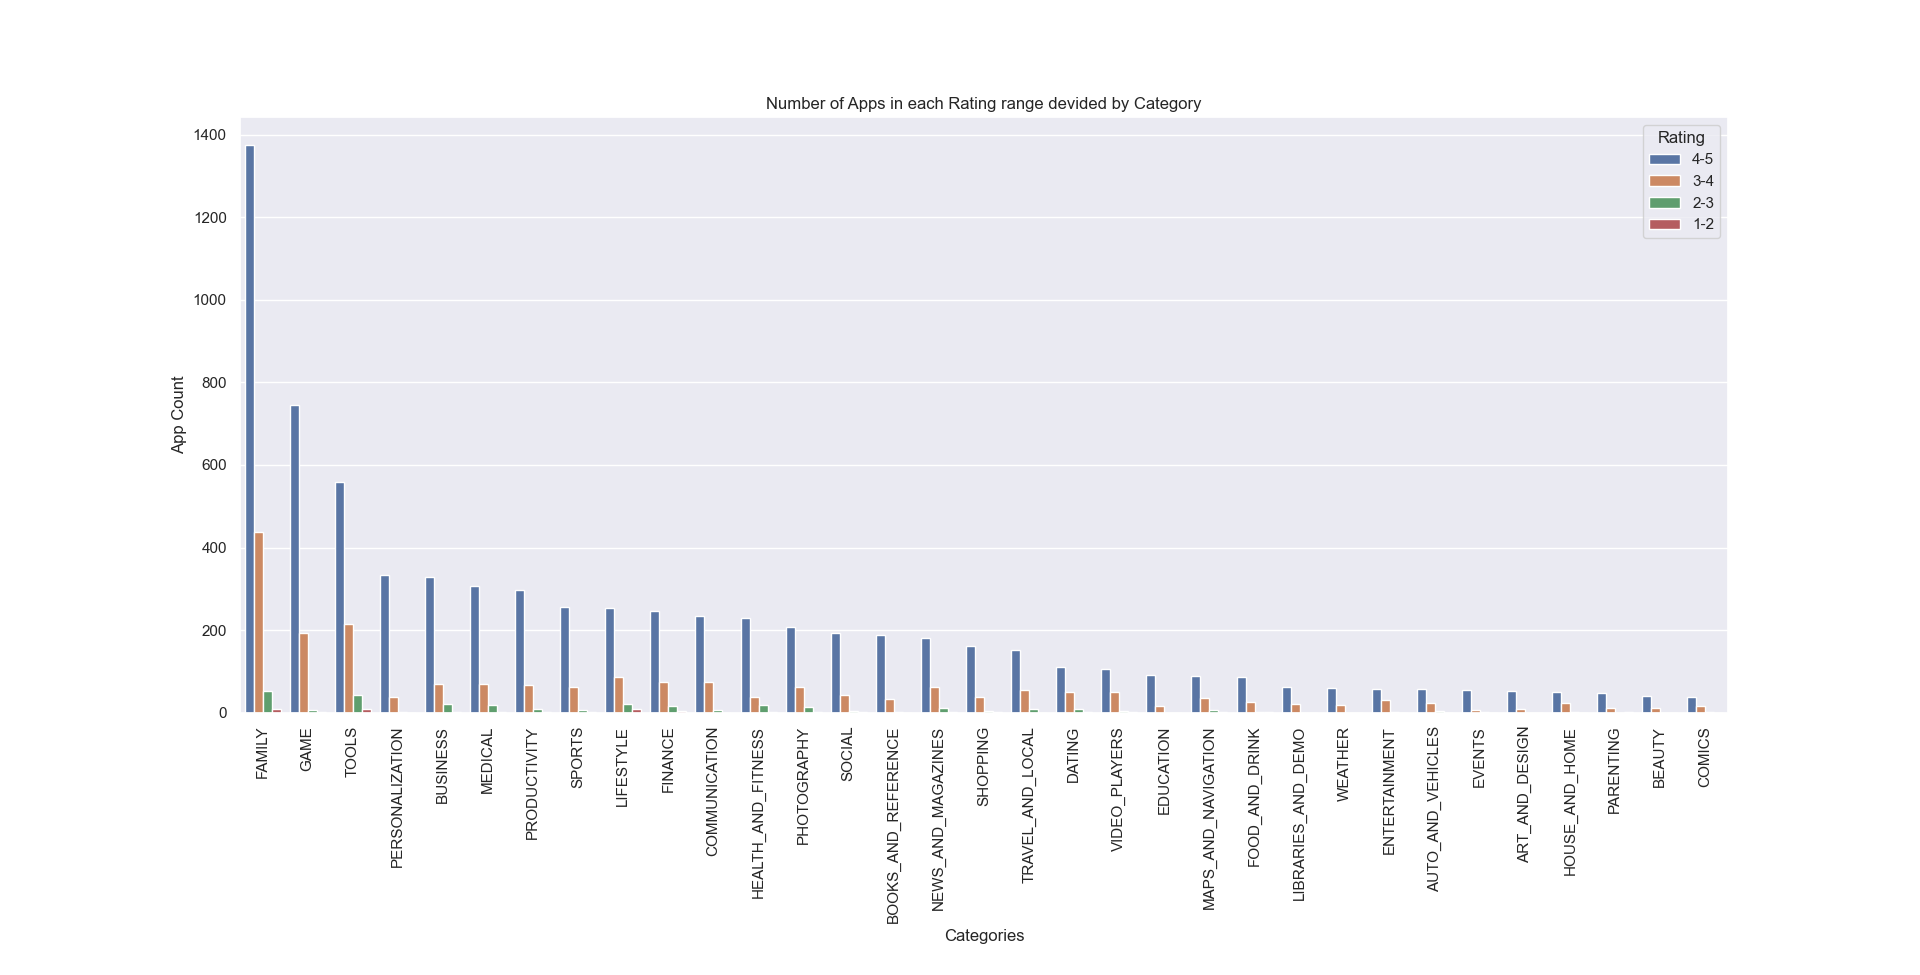 Number of Apps in each Rating range devided by Category
Rating
4-5
3-4
2-3
1-2
App Count
1400
1200
1000
800
600
400
200
0
FAMILY
GAME
TOOLS
PERSONALIZATION
BUSINESS
MEDICAL
PRODUCTIVITY
SPORTS
LIFESTYLE
FINANCE
COMMUNICATION
HEALTH_AND_FITNESS
PHOTOGRAPHY
SOCIAL
BOOKS_AND_REFERENCE
NEWS_AND_MAGAZINES
SHOPPING
TRAVEL_AND_LOCAL
DATING
VIDEO_PLAYERS
EDUCATION
MAPS_AND_NAVIGATION
FOOD_AND_DRINK
LIBRARIES_AND_DEMO
WEATHER
ENTERTAINMENT
AUTO_AND_VEHICLES
EVENTS
ART_AND_DESIGN
HOUSE_AND_HOME
PARENTING
BEAUTY
COMICS
Categories